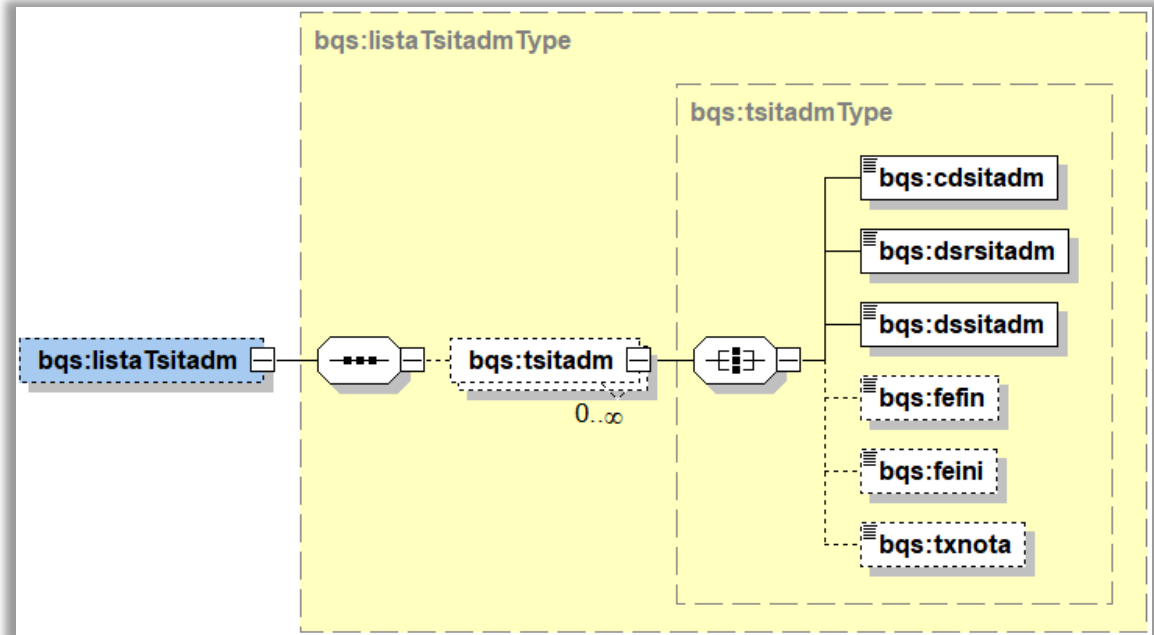 bqs:listaTsitadmType
bqs:tsitadmType
bqs:cdsitadm
bqs:dsrsitadm
bqs:dssitadm
bqs:listaTsitadm
bqs:tsitadm
0..∞
bqs:fefin
bqs:feini
bqs:txnota